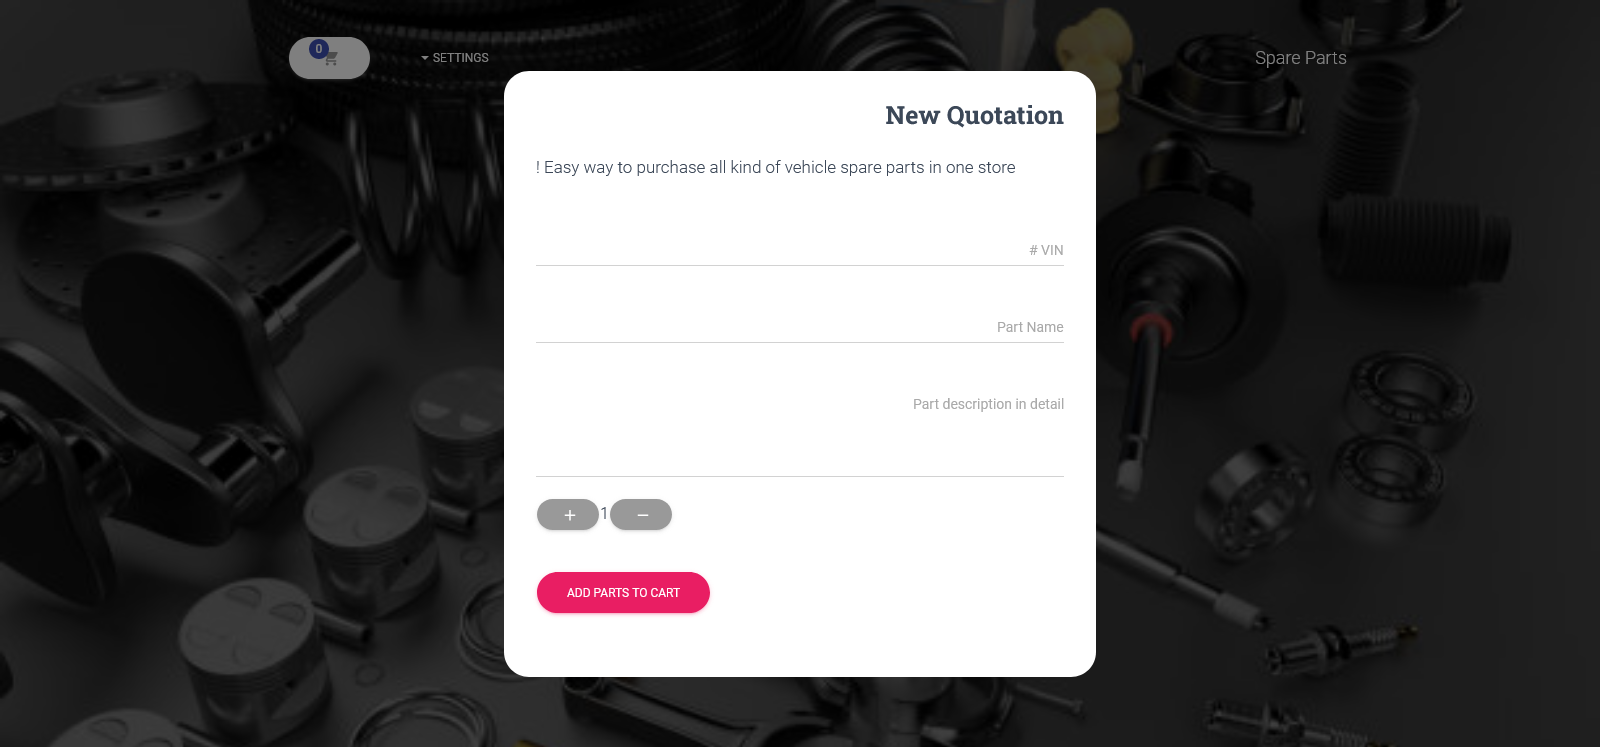 0
SETTINGS
Spare Parts
New Quotation
! Easy way to purchase all kind of vehicle spare parts in one store
# VIN
Part Name
Part description in detail
+ 1 −
ADD PARTS TO CART